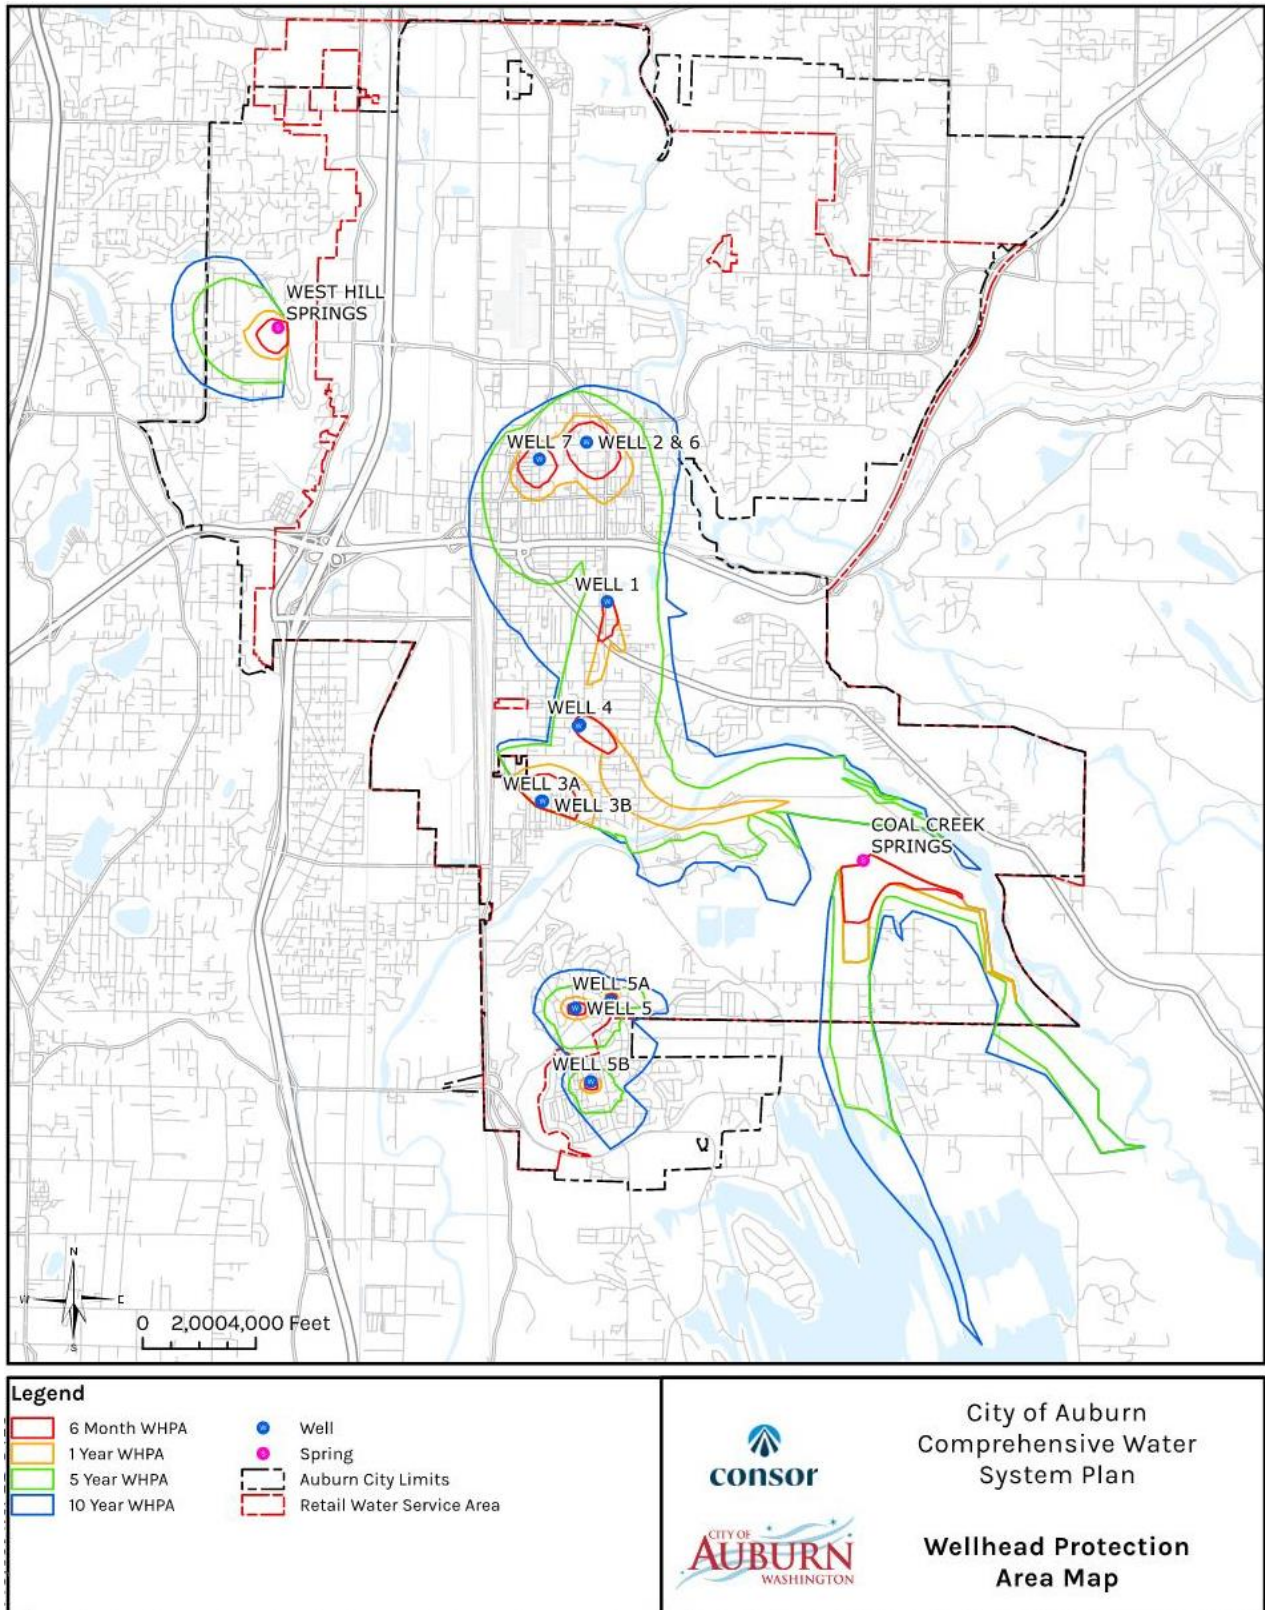 WEST HILL
SPRINGS
WELL 7
WELL 2 & 6
WELL 1
WELL 4
WELL 3A
WELL 3B
COAL CREEK
SPRINGS
WELL 5A
WELL 5
WELL 5B
N
W E
S
0 2,0004,000 Feet
Legend
6 Month WHPA
1 Year WHPA
5 Year WHPA
10 Year WHPA
W Well
S Spring
Auburn City Limits
Retail Water Service Area
consor
CITY OF
AUBURN
WASHINGTON
City of Auburn
Comprehensive Water
System Plan
Wellhead Protection
Area Map